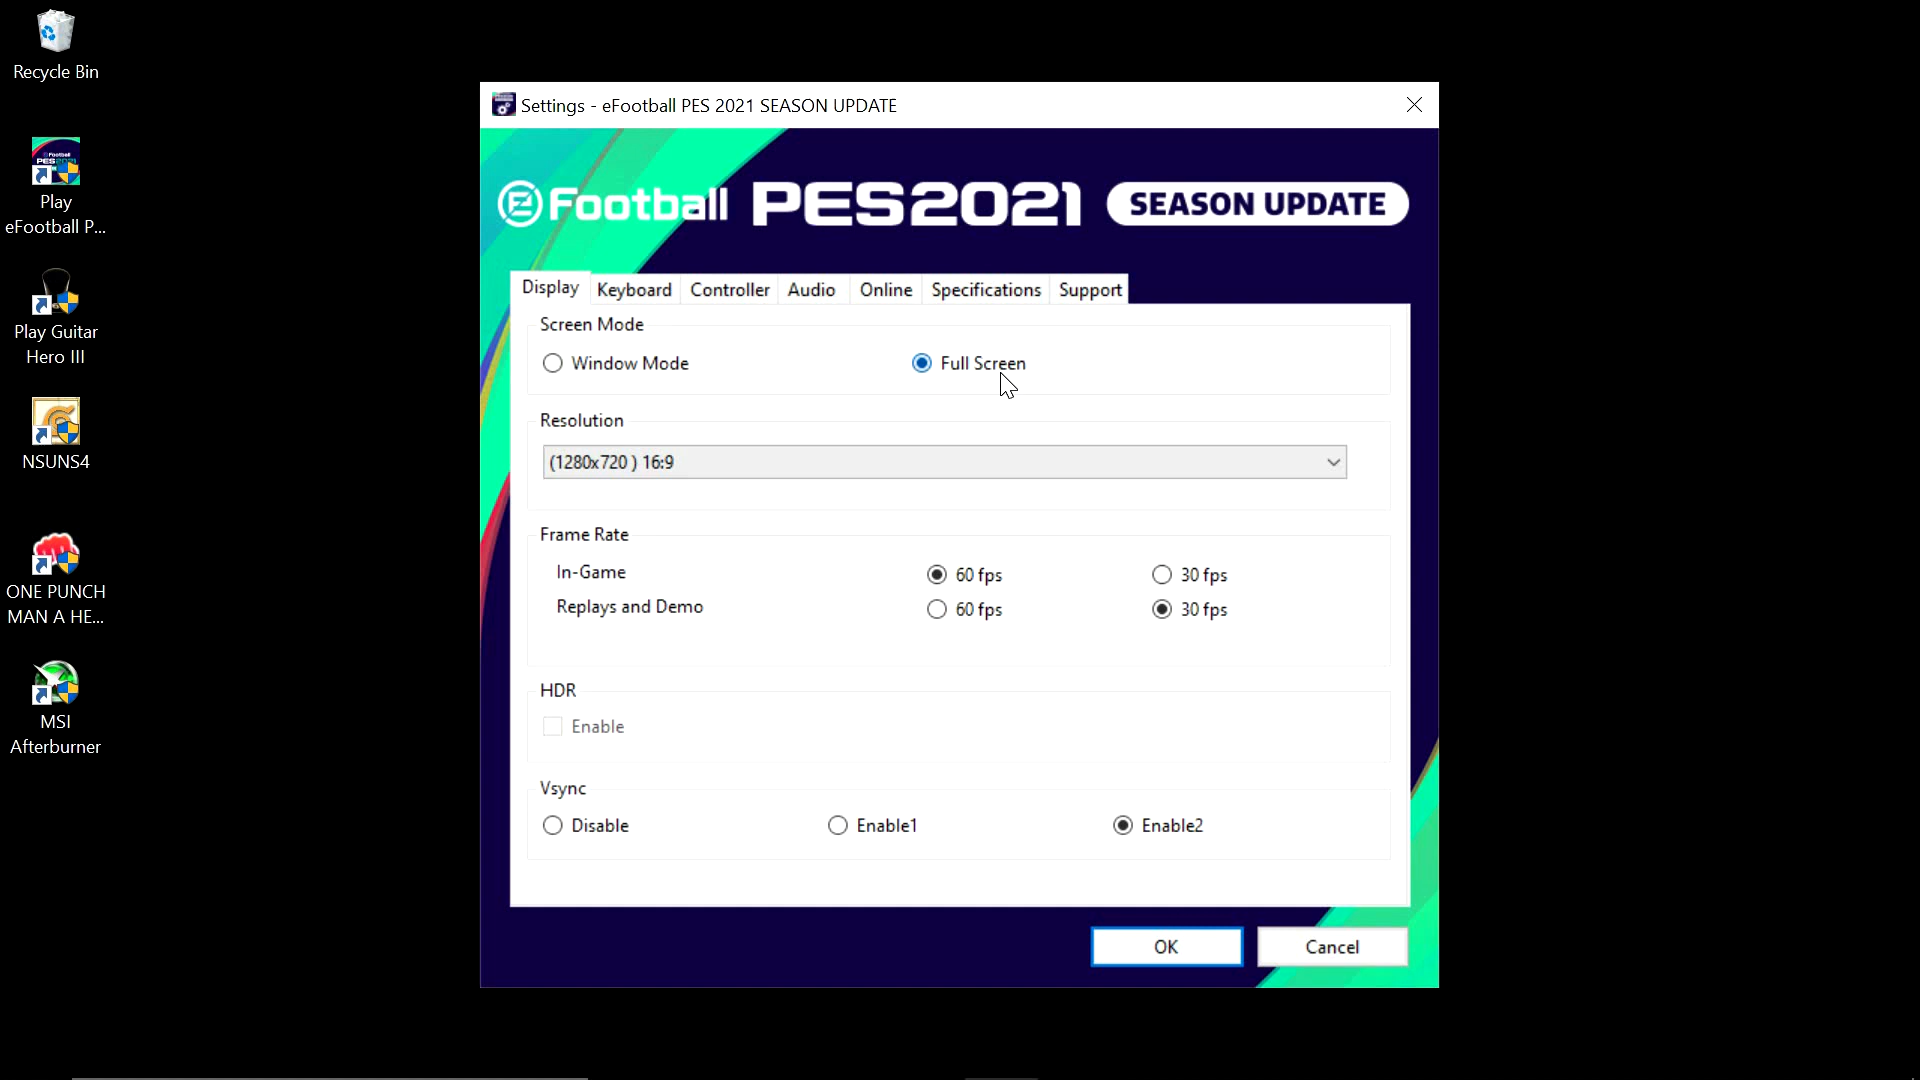 Recycle Bin
Play
eFootball P...
Play Guitar
Hero III
NSUNS4
ONE PUNCH
MAN A HE...
MSI
Afterburner
Settings - eFootball PES 2021 SEASON UPDATE
eFootball PES2021 SEASON UPDATE
Display Keyboard Controller Audio Online Specifications Support
Screen Mode
Window Mode Full Screen
Resolution
(1280x720 ) 16:9
Frame Rate
In-Game 60 fps 30 fps
Replays and Demo 60 fps 30 fps
HDR
Enable
Vsync
Disable Enable1 Enable2
OK Cancel